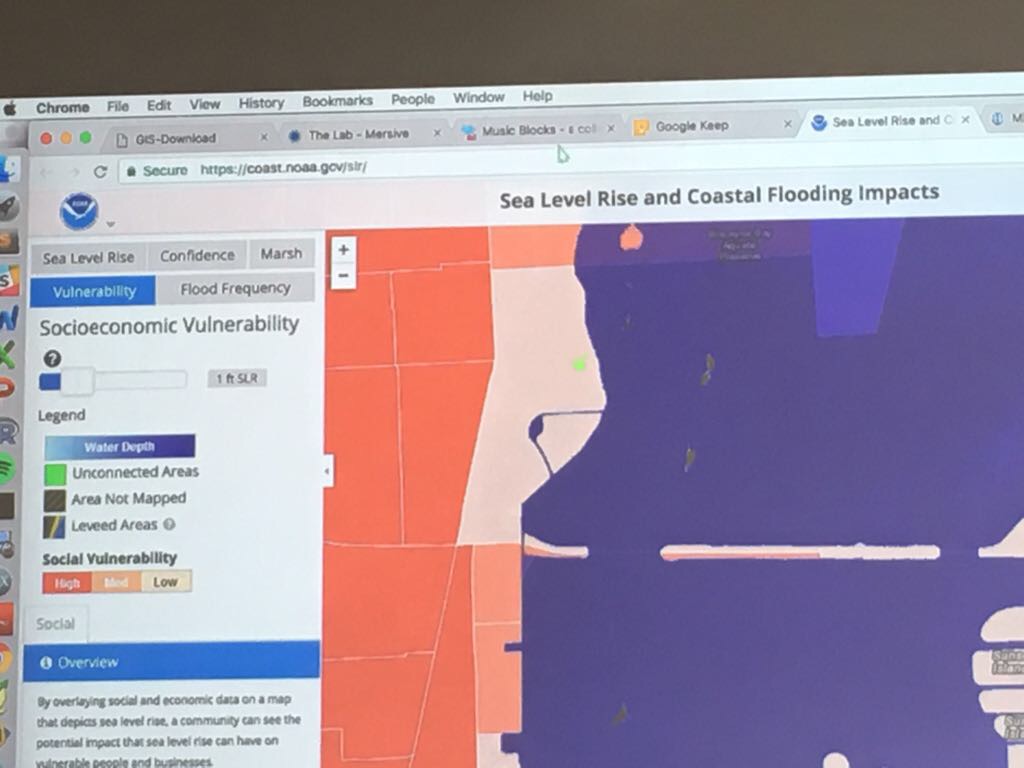 Chrome File Edit View History Bookmarks People Window Help
GIS-Download
The Lab - Mersive
Music Blocks - a coll
Google Keep
Sea Level Rise and C
Secure https://coast.noaa.gov/slr/
Sea Level Rise and Coastal Flooding Impacts
Sea Level Rise
Confidence
Marsh
Vulnerability
Flood Frequency
Socioeconomic Vulnerability
1 ft SLR
Legend
Water Depth
Unconnected Areas
Area Not Mapped
Leveed Areas
Social Vulnerability
High Med Low
Social
Overview
By overlaying social and economic data on a map
that depicts sea level rise, a community can see the
potential impact that sea level rise can have on
vulnerable people and businesses.